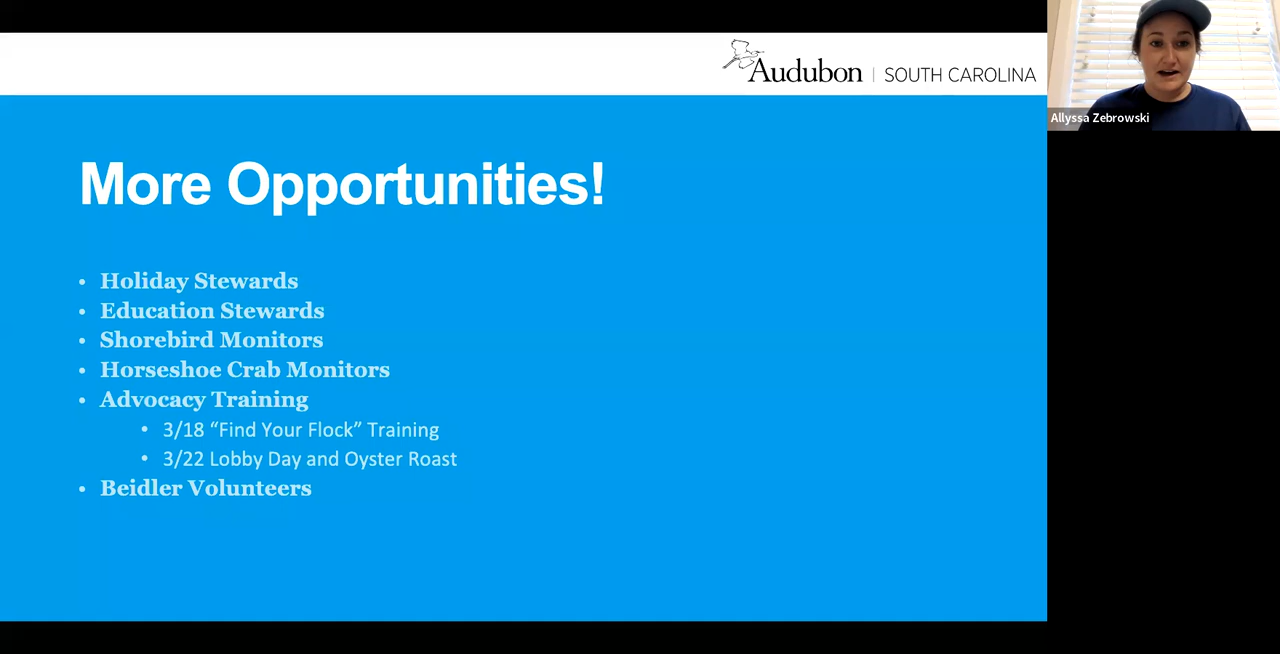 Audubon | SOUTH CAROLINA
Allyssa Zebrowski
More Opportunities!
• Holiday Stewards
• Education Stewards
• Shorebird Monitors
• Horseshoe Crab Monitors
• Advocacy Training
• 3/18 “Find Your Flock” Training
• 3/22 Lobby Day and Oyster Roast
• Beidler Volunteers